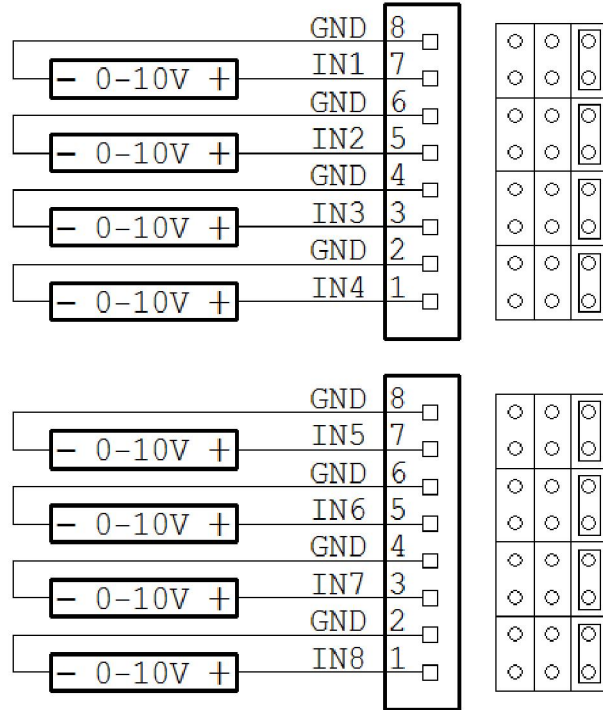 GND 8
IN1 7
− 0−10V +
GND 6
IN2 5
− 0−10V +
GND 4
IN3 3
− 0−10V +
GND 2
IN4 1
− 0−10V +
GND 8
IN5 7
− 0−10V +
GND 6
IN6 5
− 0−10V +
GND 4
IN7 3
− 0−10V +
GND 2
IN8 1
− 0−10V +